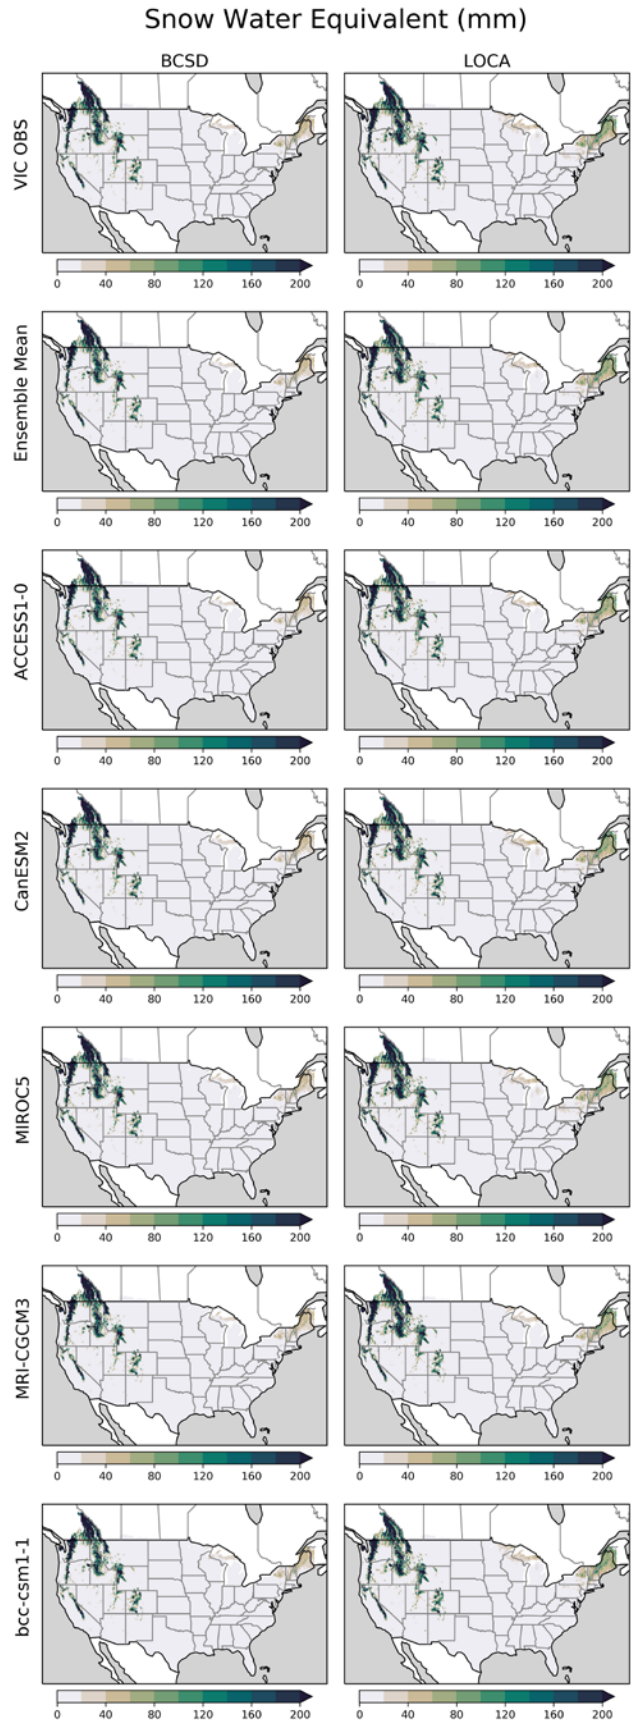 Snow Water Equivalent (mm)
BCSD LOCA
VIC OBS
0 40 80 120 160 200 0 40 80 120 160 200
Ensemble Mean
0 40 80 120 160 200 0 40 80 120 160 200
ACCESS1-0
0 40 80 120 160 200 0 40 80 120 160 200
CanESM2
0 40 80 120 160 200 0 40 80 120 160 200
MIROC5
0 40 80 120 160 200 0 40 80 120 160 200
MRI-CGCM3
0 40 80 120 160 200 0 40 80 120 160 200
bcc-csm1-1
0 40 80 120 160 200 0 40 80 120 160 200